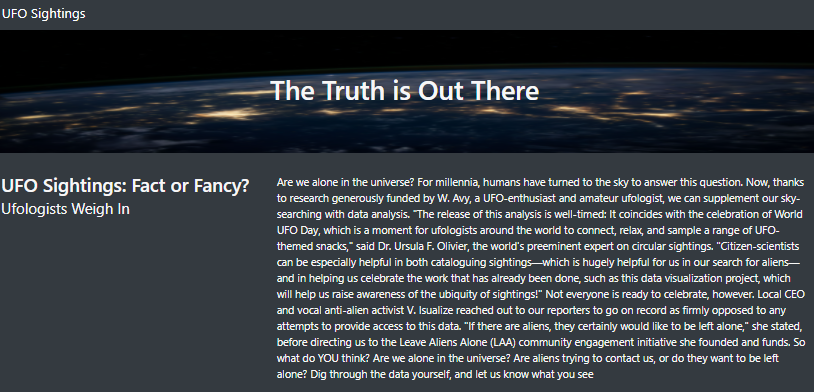 UFO Sightings
The Truth is Out There
UFO Sightings: Fact or Fancy?
Ufologists Weigh In
Are we alone in the universe? For millennia, humans have turned to the sky to answer this question. Now, thanks
to research generously funded by W. Avy, a UFO-enthusiast and amateur ufologist, we can supplement our sky-
searching with data analysis. "The release of this analysis is well-timed: It coincides with the celebration of World
UFO Day, which is a moment for ufologists around the world to connect, relax, and sample a range of UFO-
themed snacks," said Dr. Ursula F. Olivier, the world's preeminent expert on circular sightings. "Citizen-scientists
can be especially helpful in both cataloguing sightings—which is hugely helpful for us in our search for aliens—
and in helping us celebrate the work that has already been done, such as this data visualization project, which
will help us raise awareness of the ubiquity of sightings!" Not everyone is ready to celebrate, however. Local CEO
and vocal anti-alien activist V. Isualize reached out to our reporters to go on record as firmly opposed to any
attempts to provide access to this data. "If there are aliens, they certainly would like to be left alone," she stated,
before directing us to the Leave Aliens Alone (LAA) community engagement initiative she founded and funds. So
what do YOU think? Are we alone in the universe? Are aliens trying to contact us, or do they want to be left
alone? Dig through the data yourself, and let us know what you see